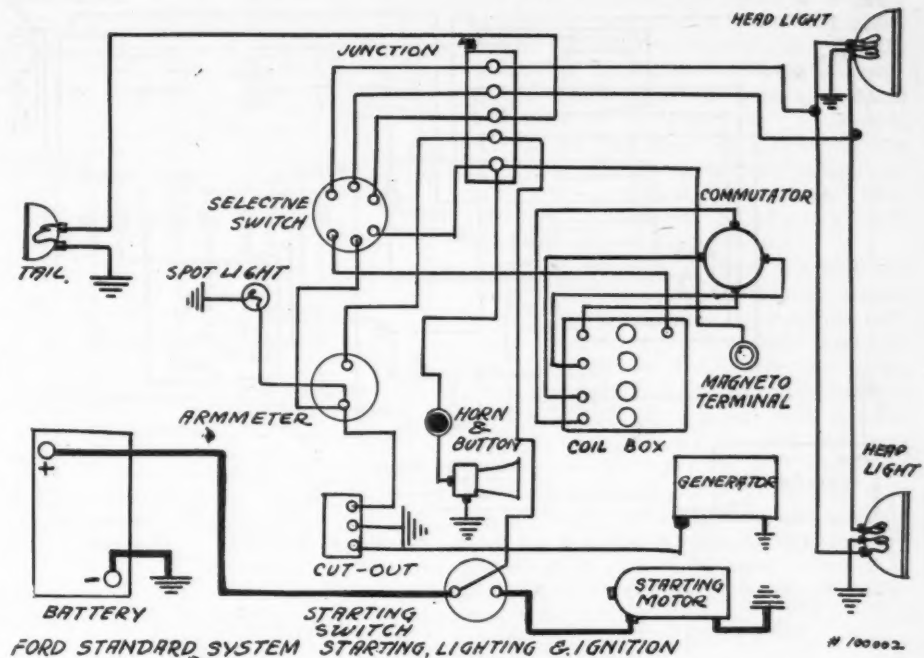 HEAD LIGHT
JUNCTION
COMMUTATOR
SELECTIVE
SWITCH
TAIL.
SPOT LIGHT
MAGNETO
TERMINAL
ARMMETER
HORN
&
BUTTON
COIL BOX
HEAD
LIGHT
GENERATOR
+
-
CUT-OUT
BATTERY
STARTING
SWITCH
STARTING
MOTOR
FORD STANDARD SYSTEM STARTING, LIGHTING & IGNITION
# 100002